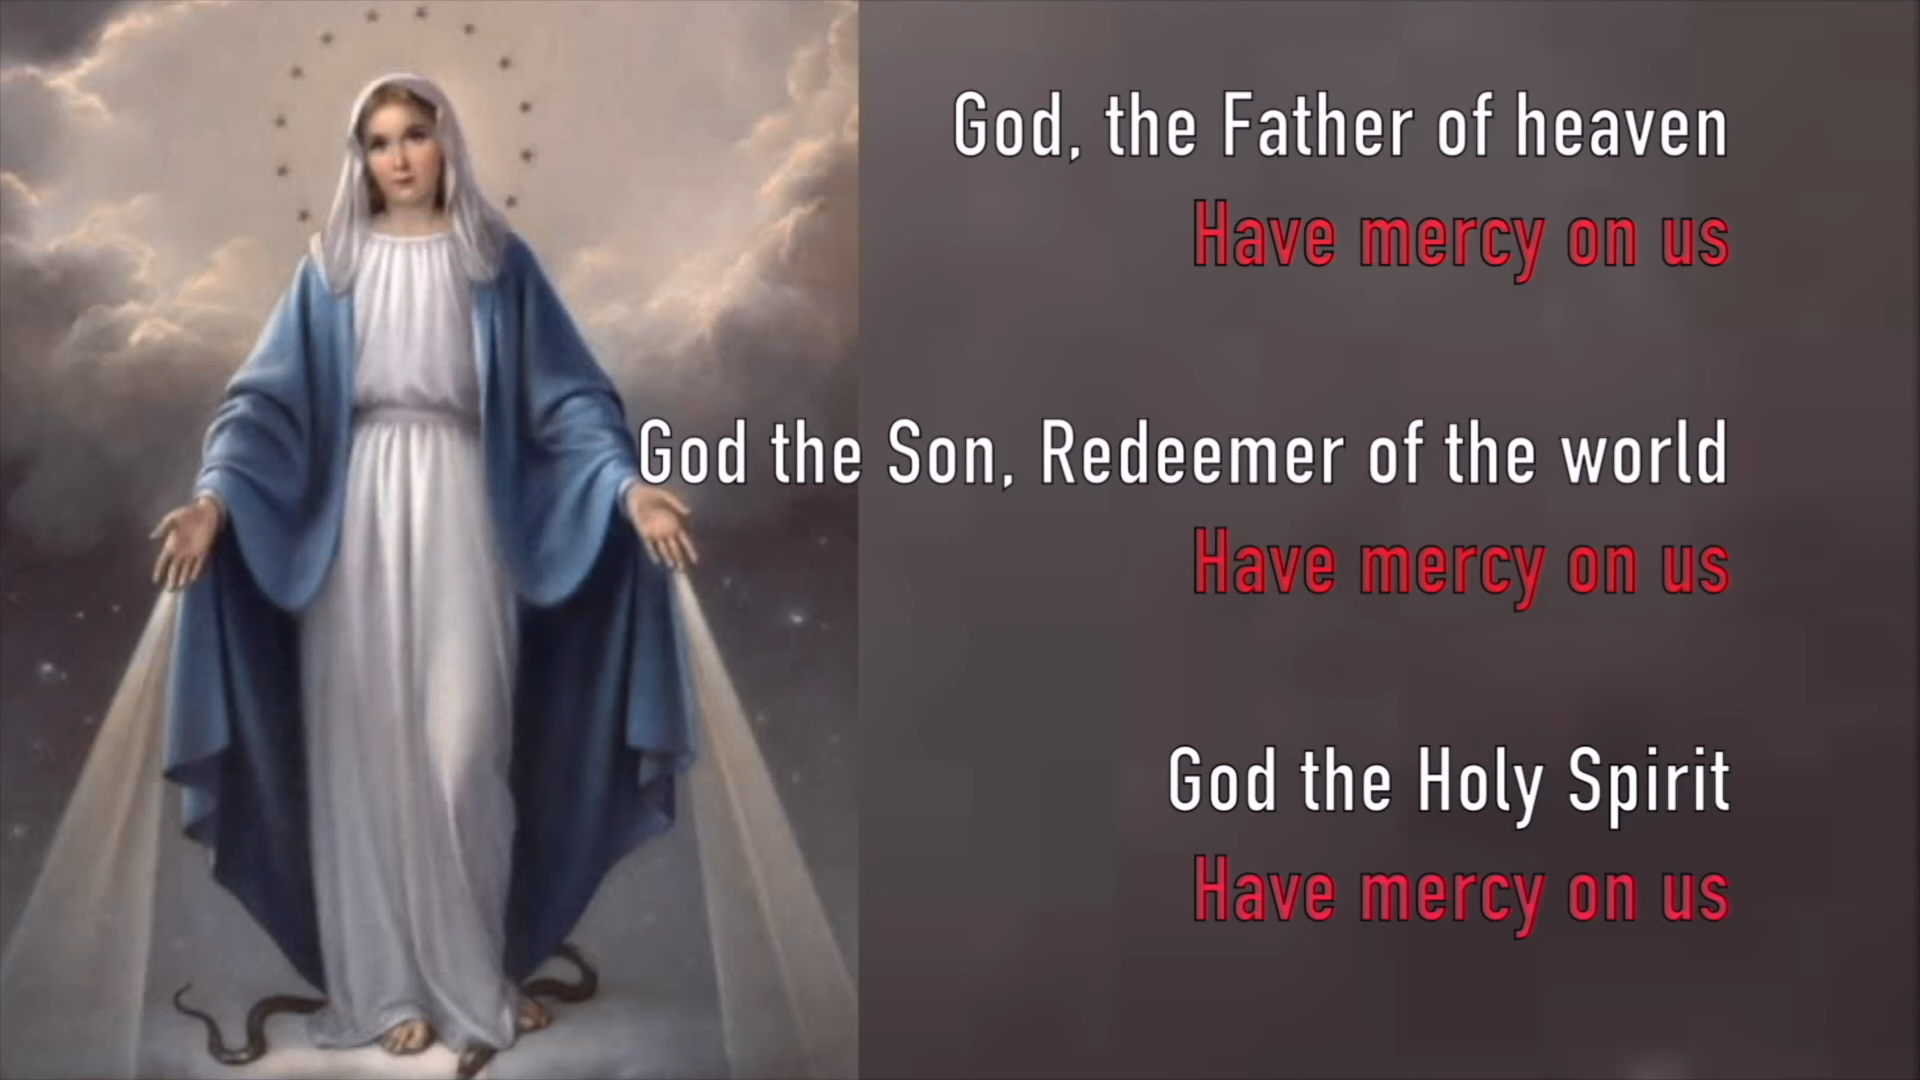 God, the Father of heaven
Have mercy on us
God the Son, Redeemer of the world
Have mercy on us
God the Holy Spirit
Have mercy on us